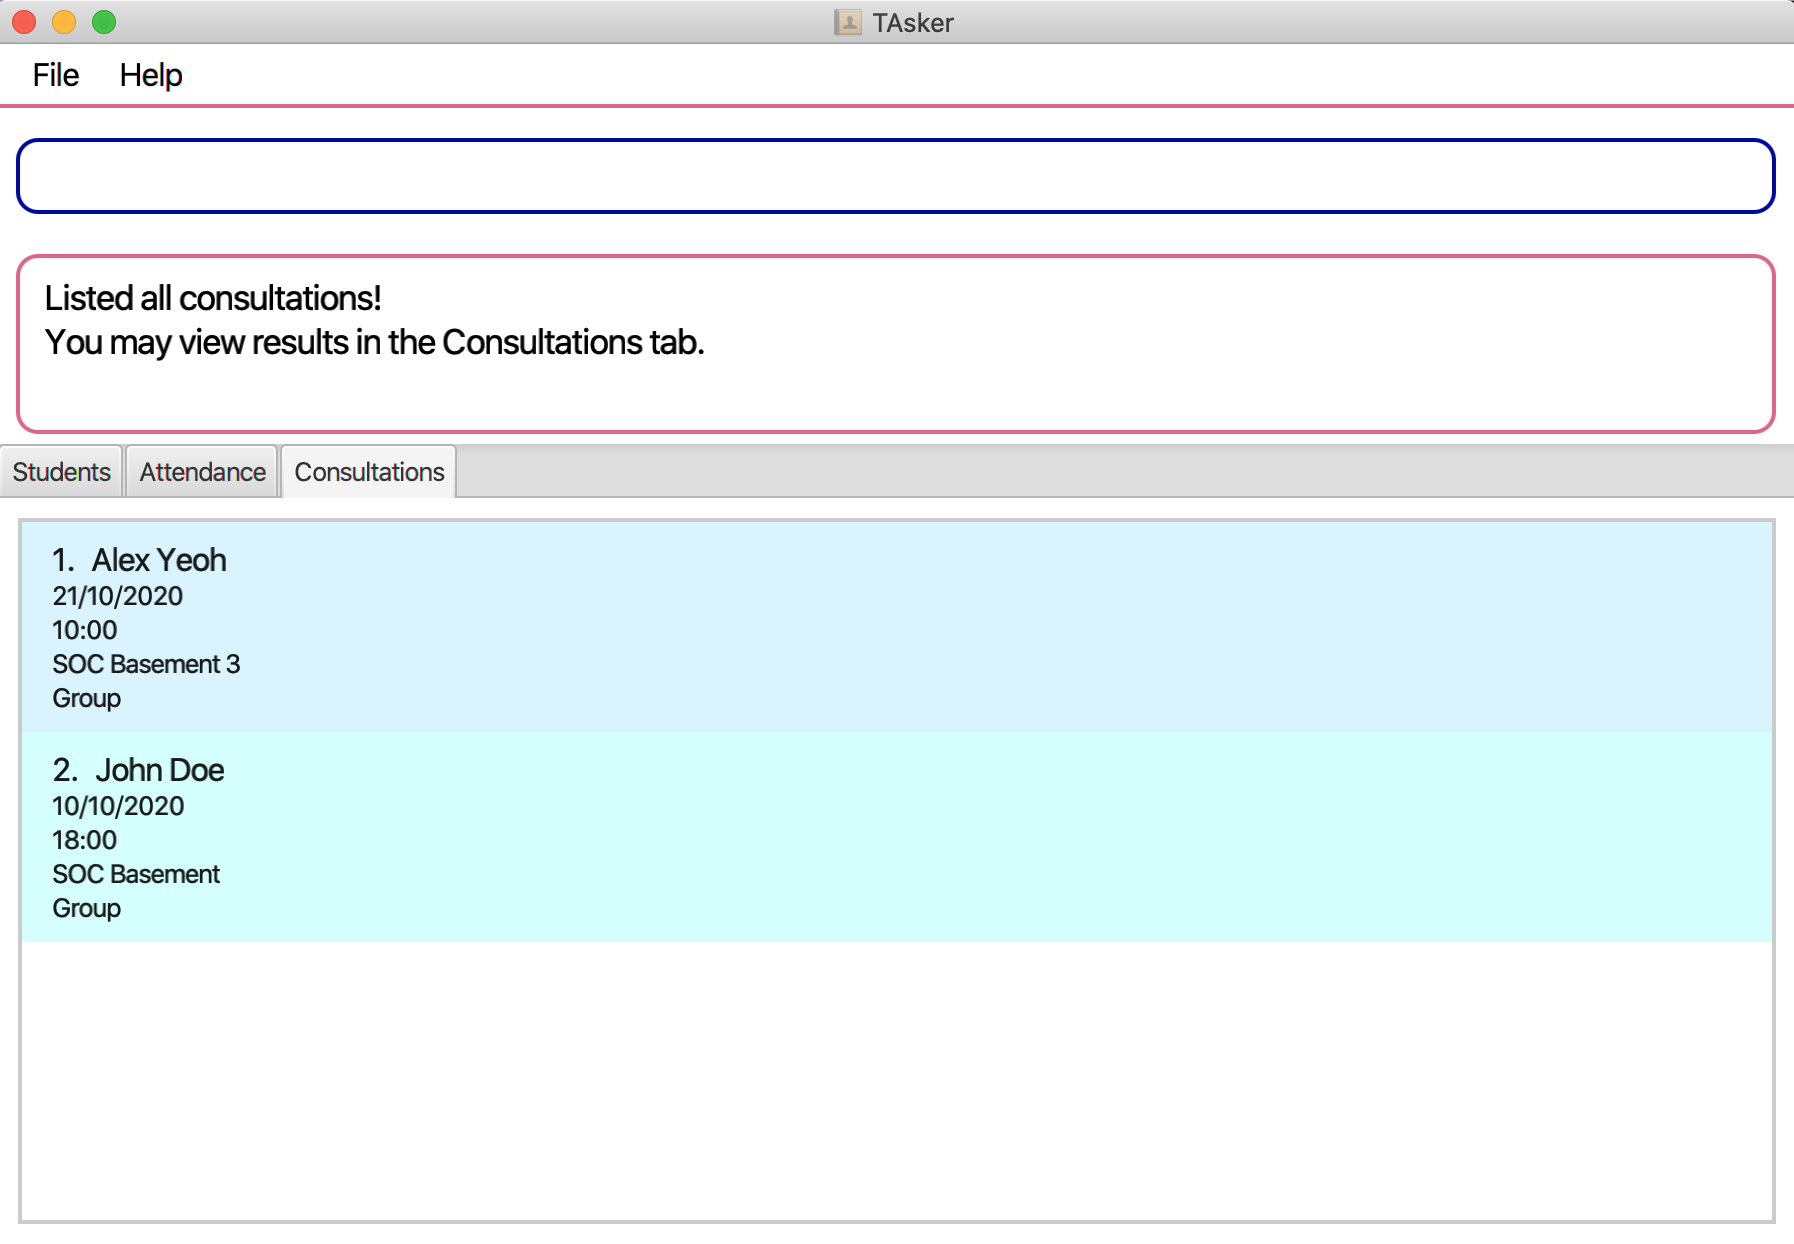 TAsker
File Help
Listed all consultations!
You may view results in the Consultations tab.
Students Attendance Consultations
1. Alex Yeoh
21/10/2020
10:00
SOC Basement 3
Group
2. John Doe
10/10/2020
18:00
SOC Basement
Group